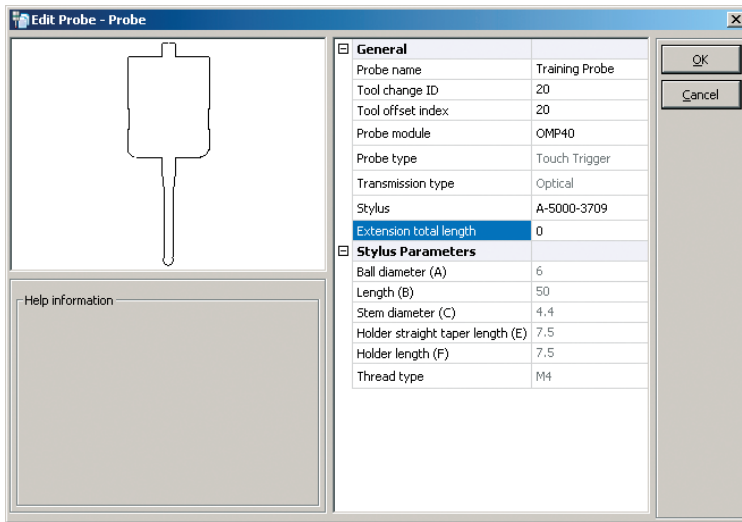 Edit Probe - Probe
General
Probe name Training Probe
Tool change ID 20
Tool offset index 20
Probe module OMP40
Probe type Touch Trigger
Transmission type Optical
Stylus A-5000-3709
Extension total length 0
Stylus Parameters
Ball diameter (A) 6
Length (B) 50
Stem diameter (C) 4.4
Holder straight taper length (E) 7.5
Holder length (F) 7.5
Thread type M4
OK
Cancel
Help information